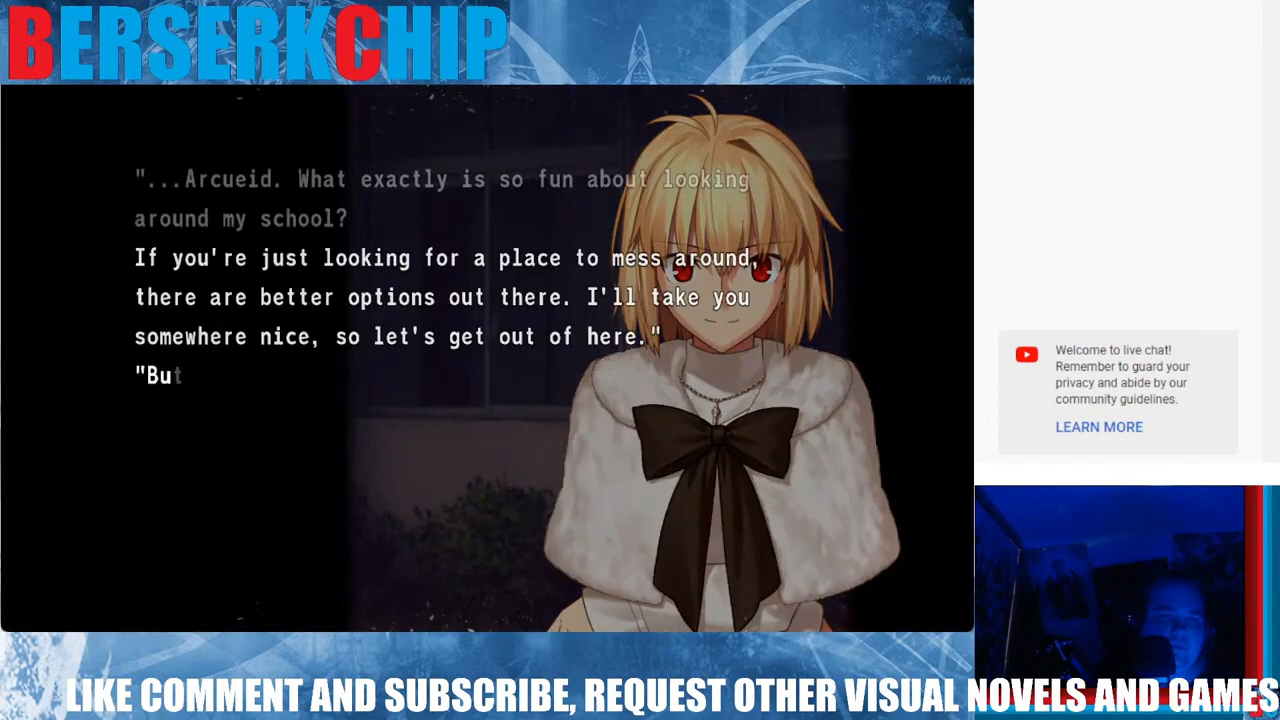 BERSERKCHIP
"...Arcueid. What exactly is so fun about looking
around my school?
If you're just looking for a place to mess around,
there are better options out there. I'll take you
somewhere nice, so let's get out of here."
"But
Welcome to live chat!
Remember to guard your
privacy and abide by our
community guidelines.
LEARN MORE
LIKE COMMENT AND SUBSCRIBE, REQUEST OTHER VISUAL NOVELS AND GAMES